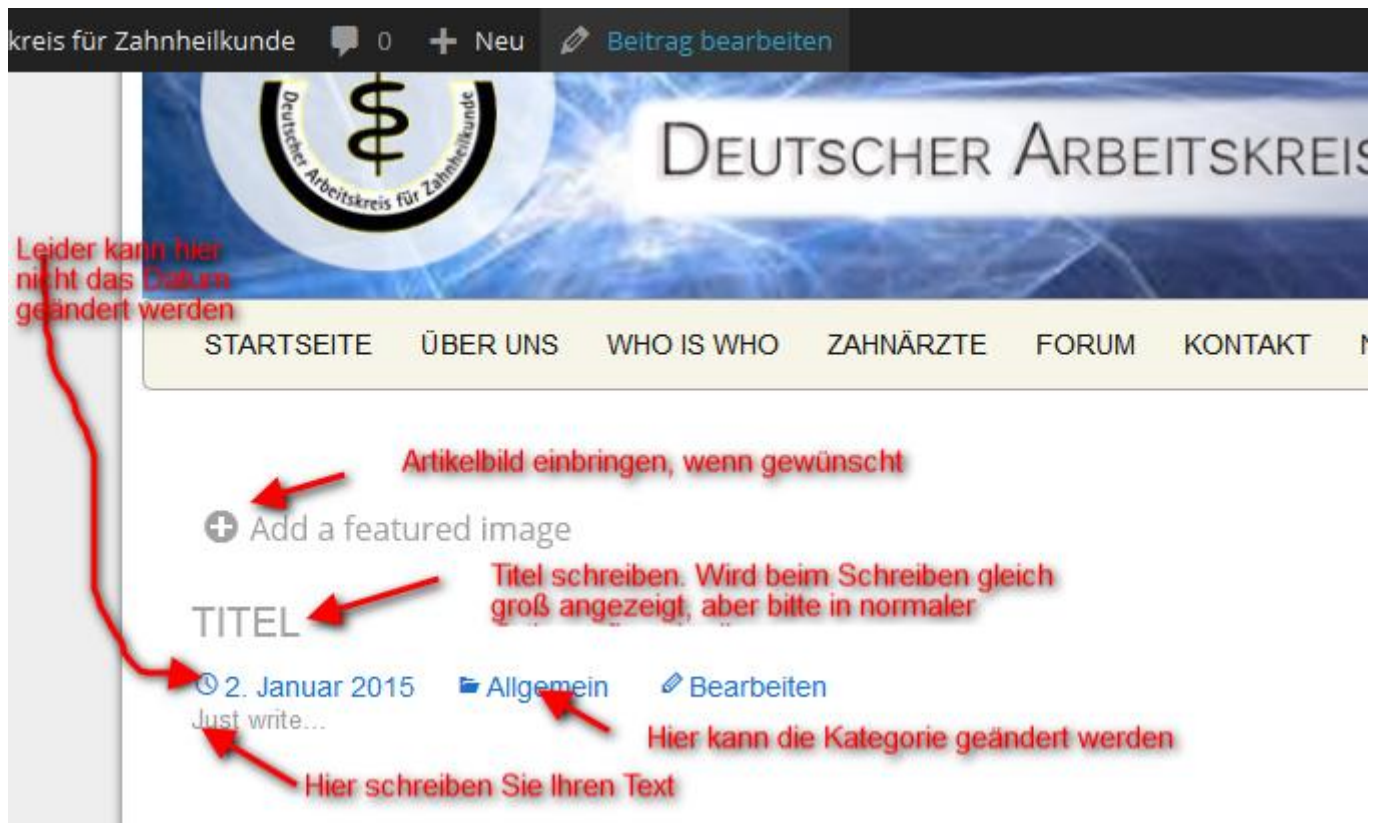 kreis für Zahnheilkunde 0 Neu Beitrag bearbeiten
Deutscher Arbeitskreis für Zahnheilkunde
DEUTSCHER ARBEITSKREIS
Leider kann hier
nicht das Datum
geändert werden
STARTSEITE ÜBER UNS WHO IS WHO ZAHNÄRZTE FORUM KONTAKT
Artikelbild einbringen, wenn gewünscht
Add a featured image
Titel schreiben. Wird beim Schreiben gleich
groß angezeigt, aber bitte in normaler
TITEL
2. Januar 2015 Allgemein Bearbeiten
Just write...
Hier kann die Kategorie geändert werden
Hier schreiben Sie Ihren Text